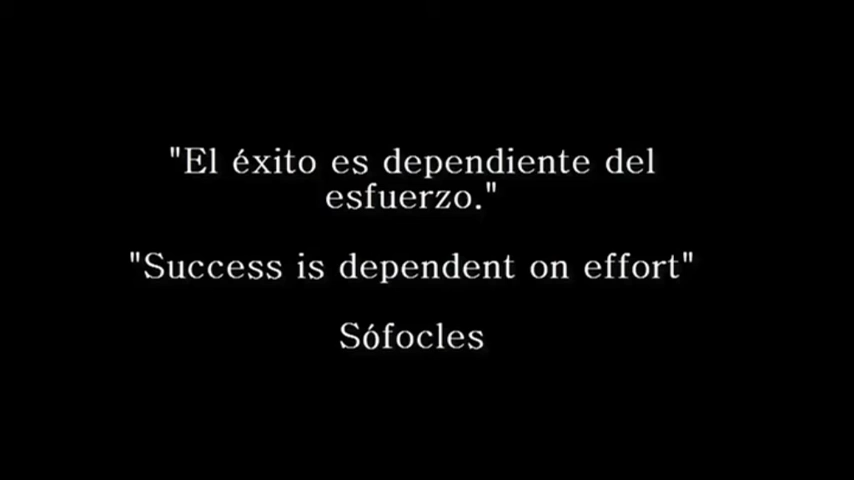 "El éxito es dependiente del
esfuerzo."
"Success is dependent on effort"
Sófocles